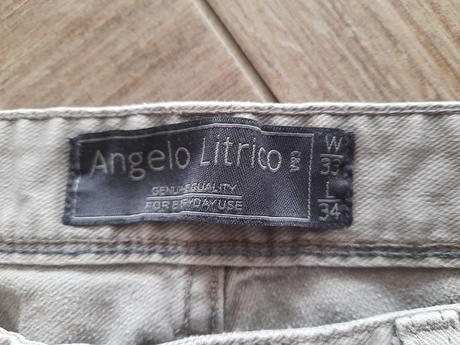 Angelo Litrico C&A
GENUINE QUALITY
FOR EVERYDAY USE
W
33
L
34